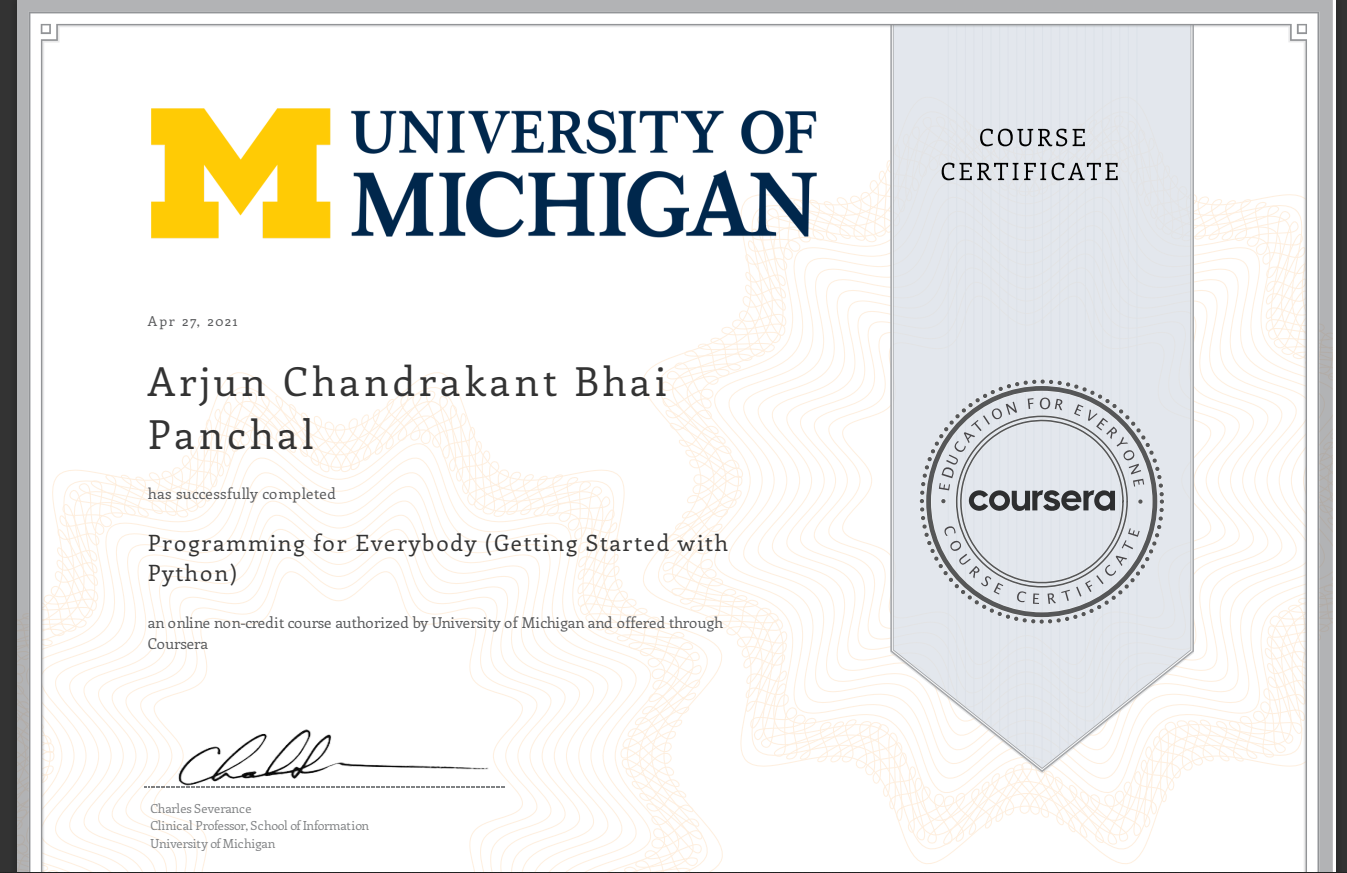 UNIVERSITY OF
MICHIGAN
COURSE
CERTIFICATE
Apr 27, 2021
Arjun Chandrakant Bhai
Panchal
has successfully completed
Programming for Everybody (Getting Started with
Python)
an online non-credit course authorized by University of Michigan and offered through
Coursera
EDUCATION FOR EVERYONE
coursera
COURSE CERTIFICATE
Charles Severance
Clinical Professor, School of Information
University of Michigan